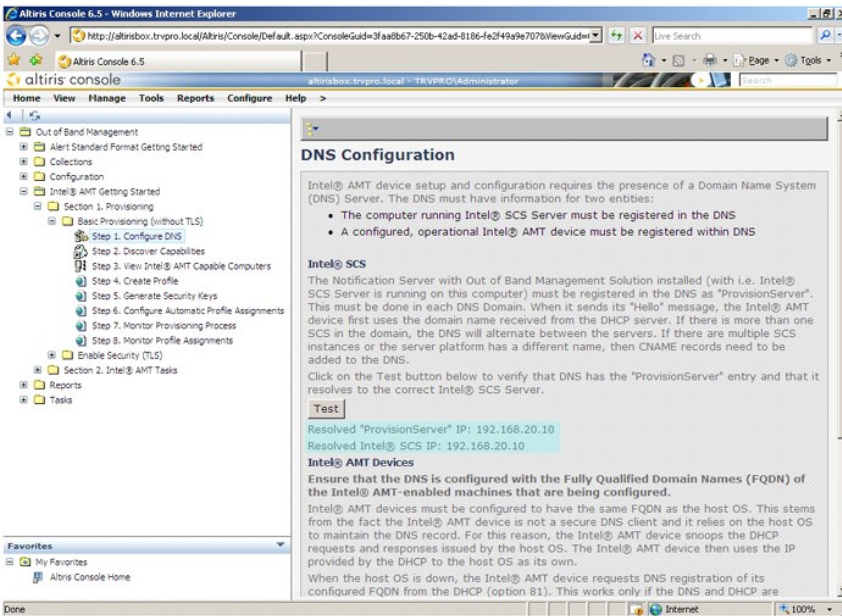 Altiris Console 6.5 - Windows Internet Explorer
http://altirisbox.trvpro.local/Altiris/Console/Default.aspx?ConsoleGuid=3faa8b67-250b-42ad-8186-fe2f49a9e707&ViewGuid=
Live Search
Altiris Console 6.5
Page
Tools
altiris console
altirisbox.trvpro.local - TRVPRO\Administrator
Search
Home View Manage Tools Reports Configure Help >
Out of Band Management
Alert Standard Format Getting Started
Collections
Configuration
Intel® AMT Getting Started
Section 1. Provisioning
Basic Provisioning (without TLS)
Step 1. Configure DNS
Step 2. Discover Capabilities
Step 3. View Intel® AMT Capable Computers
Step 4. Create Profile
Step 5. Generate Security Keys
Step 6. Configure Automatic Profile Assignments
Step 7. Monitor Provisioning Process
Step 8. Monitor Profile Assignments
Enable Security (TLS)
Section 2. Intel® AMT Tasks
Reports
Tasks
Favorites
My Favorites
Altiris Console Home
DNS Configuration
Intel® AMT device setup and configuration requires the presence of a Domain Name System
(DNS) Server. The DNS must have information for two entities:
• The computer running Intel® SCS Server must be registered in the DNS
• A configured, operational Intel® AMT device must be registered within DNS
Intel® SCS
The Notification Server with Out of Band Management Solution installed (with i.e. Intel®
SCS Server is running on this computer) must be registered in the DNS as "ProvisionServer".
This must be done in each DNS Domain. When it sends its "Hello" message, the Intel® AMT
device first uses the domain name received from the DHCP server. If there is more than one
SCS in the domain, the DNS will alternate between the servers. If there are multiple SCS
instances or the server platform has a different name, then CNAME records need to be
added to the DNS.
Click on the Test button below to verify that DNS has the "ProvisionServer" entry and that it
resolves to the correct Intel® SCS Server.
Test
Resolved "ProvisionServer" IP: 192.168.20.10
Resolved Intel® SCS IP: 192.168.20.10
Intel® AMT Devices
Ensure that the DNS is configured with the Fully Qualified Domain Names (FQDN) of
the Intel® AMT-enabled machines that are being configured.
Intel® AMT devices must be configured to have the same FQDN as the host OS. This stems
from the fact the Intel® AMT device is not a secure DNS client and it relies on the host OS
to maintain the DNS record. For this reason, the Intel® AMT device snoops the DHCP
requests and responses issued by the host OS. The Intel® AMT device then uses the IP
provided by the DHCP to the host OS as its own.
When the host OS is down, the Intel® AMT device requests DNS registration of its
configured FQDN from the DHCP (option 81). This works only if the DNS and DHCP are
Done
Internet
100%